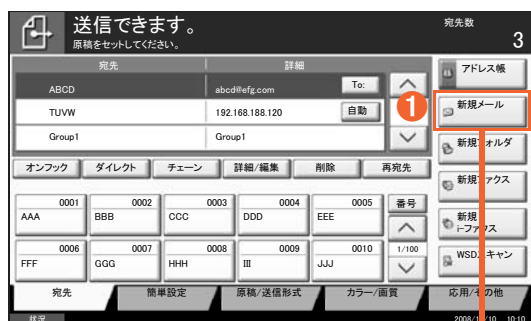 送信できます。
原稿をセットしてください。
宛先数
3
宛先 詳細
ABCD abcd@efg.com To:
TUVW 192.168.188.120 自動
Group1 Group1
1
アドレス帳
新規メール
新規フォルダ
新規ファクス
新規
i-ファクス
WSDスキャン
オンフック ダイレクト チェーン 詳細/編集 削除 再宛先
0001 0002 0003 0004 0005 番号
AAA BBB CCC DDD EEE
0006 0007 0008 0009 0010 1/100
FFF GGG HHH III JJJ
宛先 簡単設定 原稿/送信形式 カラー/画質 応用/その他
状況 10:10